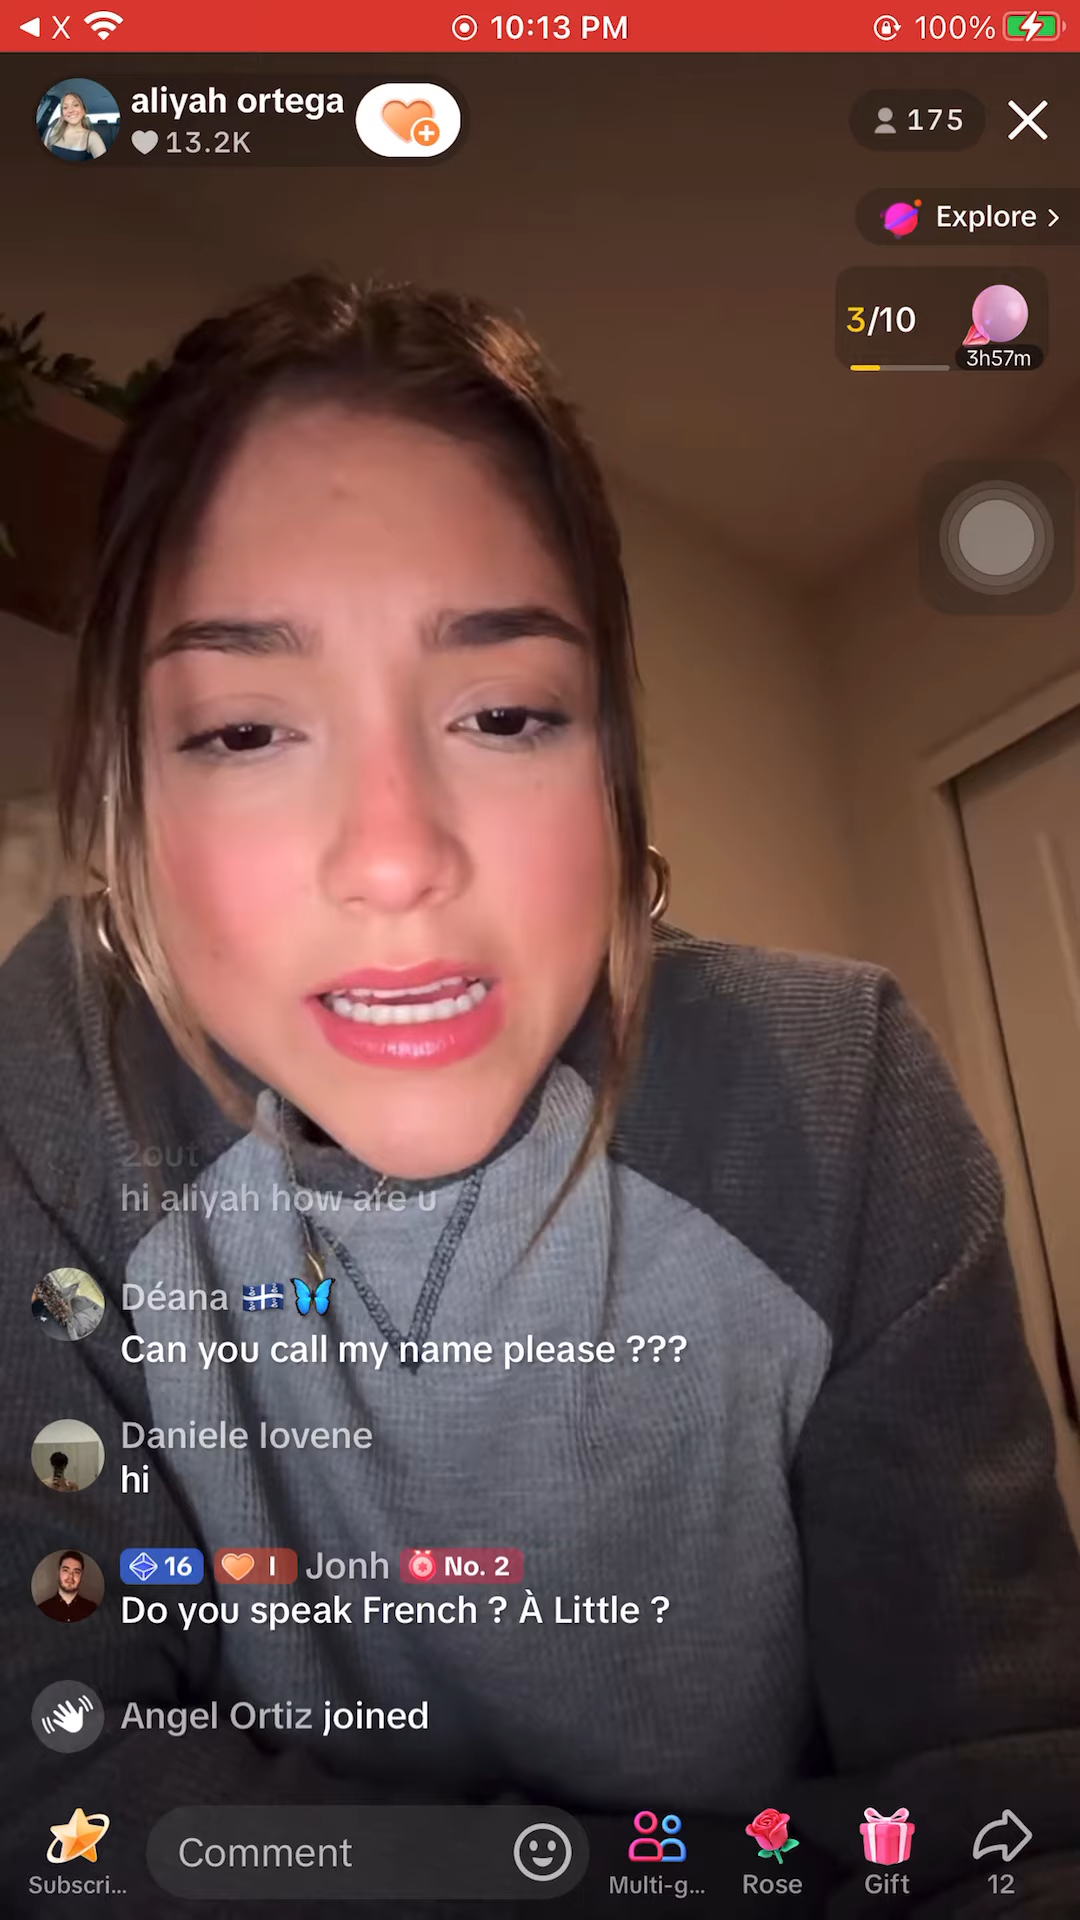 X
10:13 PM
100%
aliyah ortega
13.2K
175
Explore >
3/10
3h57m
2out
hi aliyah how are u
Déana
Can you call my name please ???
Daniele Iovene
hi
16 I Jonh No. 2
Do you speak French ? À Little ?
Angel Ortiz joined
Comment
Subscri...
Multi-g...
Rose
Gift
12